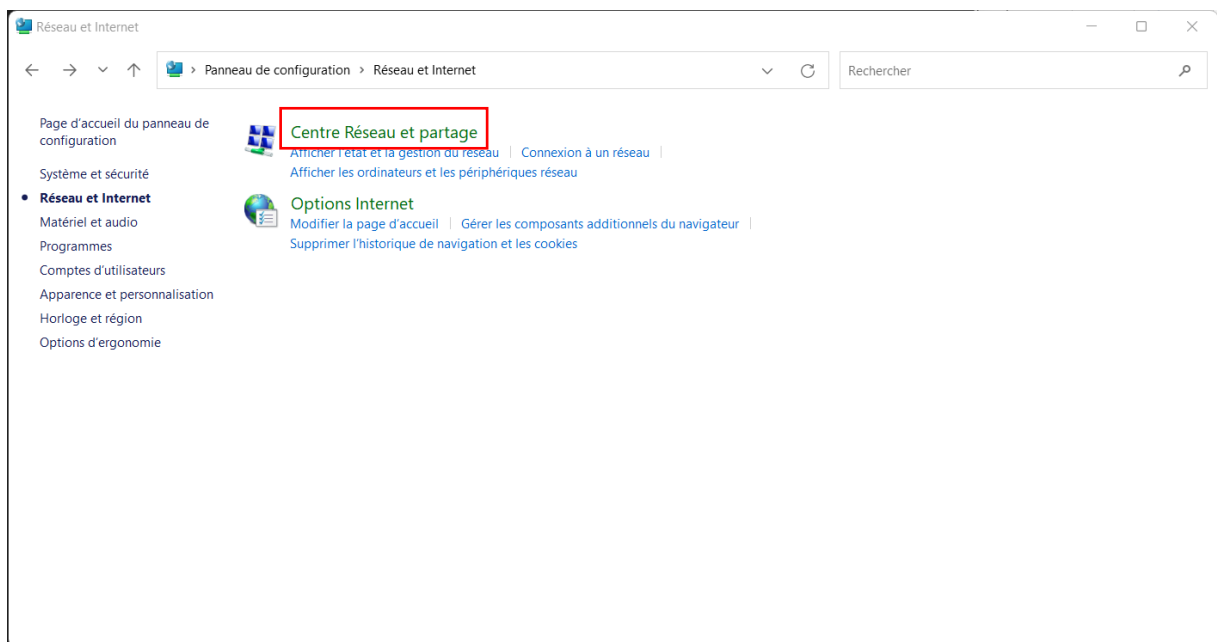 Réseau et Internet
Panneau de configuration > Réseau et Internet
Rechercher
Page d'accueil du panneau de
configuration
Système et sécurité
Réseau et Internet
Matériel et audio
Programmes
Comptes d'utilisateurs
Apparence et personnalisation
Horloge et région
Options d'ergonomie
Centre Réseau et partage
Afficher l'état et la gestion du réseau | Connexion à un réseau |
Afficher les ordinateurs et les périphériques réseau
Options Internet
Modifier la page d'accueil | Gérer les composants additionnels du navigateur |
Supprimer l'historique de navigation et les cookies